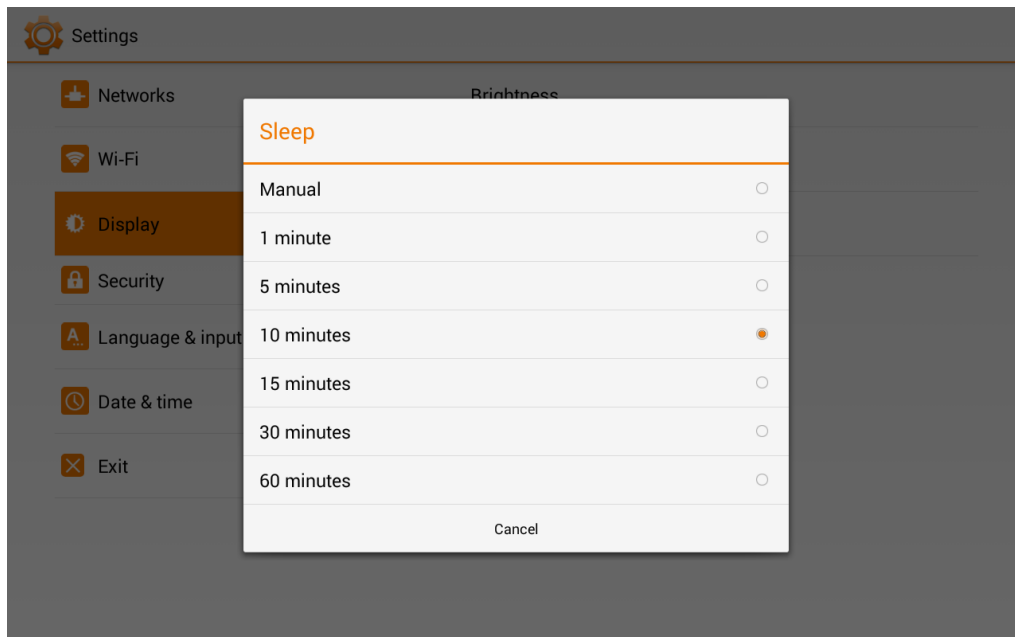 Settings
Networks
Brightness
Wi-Fi
Display
Security
Language & input
Date & time
Exit
Sleep
Manual
1 minute
5 minutes
10 minutes
15 minutes
30 minutes
60 minutes
Cancel